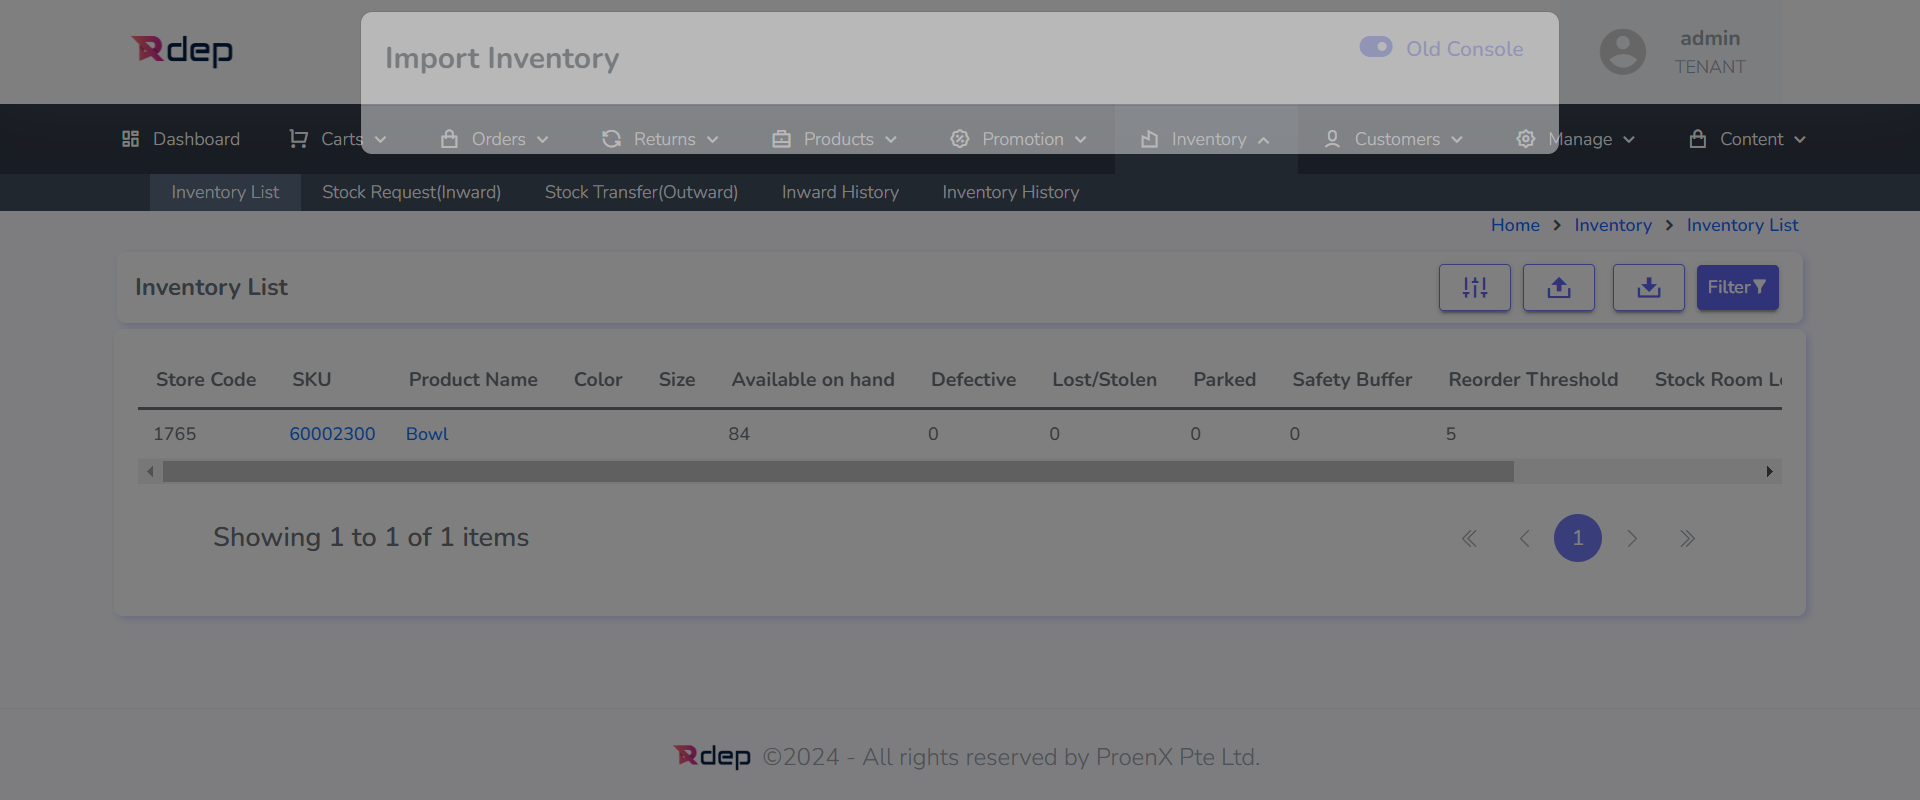 Rdep
Import Inventory
Old Console
admin
TENANT
Dashboard Carts Orders Returns Products Promotion Inventory Customers Manage Content
Inventory List Stock Request(Inward) Stock Transfer(Outward) Inward History Inventory History
Home > Inventory > Inventory List
Inventory List
Filter
Store Code SKU Product Name Color Size Available on hand Defective Lost/Stolen Parked Safety Buffer Reorder Threshold Stock Room
1765 60002300 Bowl 84 0 0 0 0 5
Showing 1 to 1 of 1 items
1
Rdep ©2024 - All rights reserved by ProenX Pte Ltd.